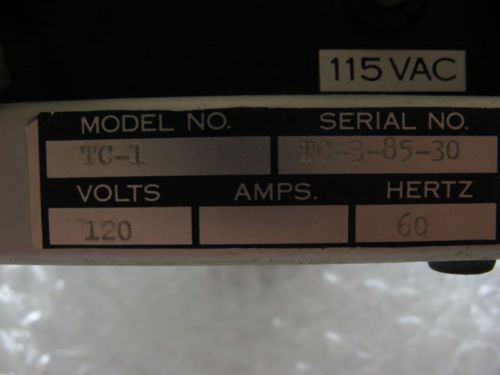 115 VAC
MODEL NO. SERIAL NO.
TC-1 TC-3-85-30
VOLTS AMPS. HERTZ
120 60